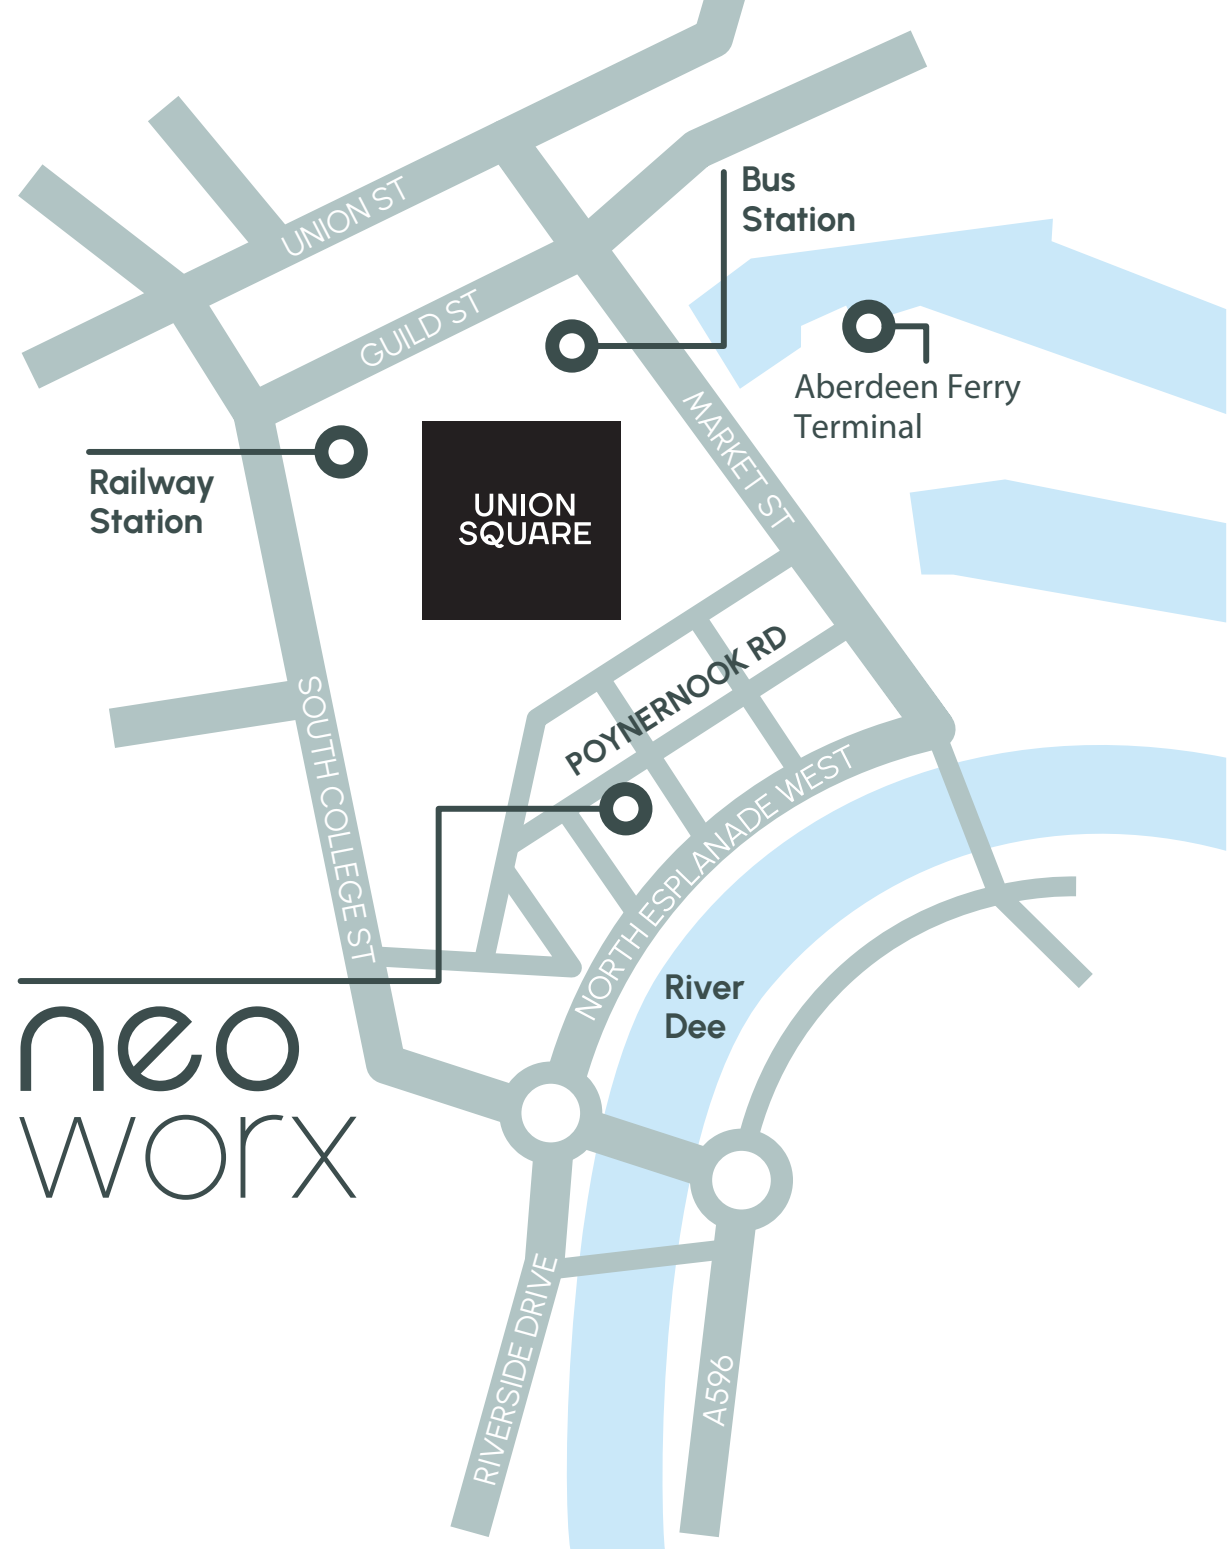 UNION ST
Bus
Station
GUILD ST
Aberdeen Ferry
Terminal
MARKET ST
Railway
Station
UNION
SQUARE
POYNERNOOK RD
SOUTH COLLEGE ST
NORTH ESPLANADE WEST
River
Dee
neo
worx
RIVERSIDE DRIVE
A596